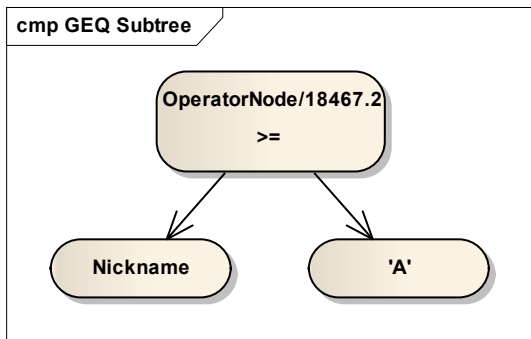 cmp GEQ Subtree
OperatorNode/18467.2
>=
Nickname
'A'